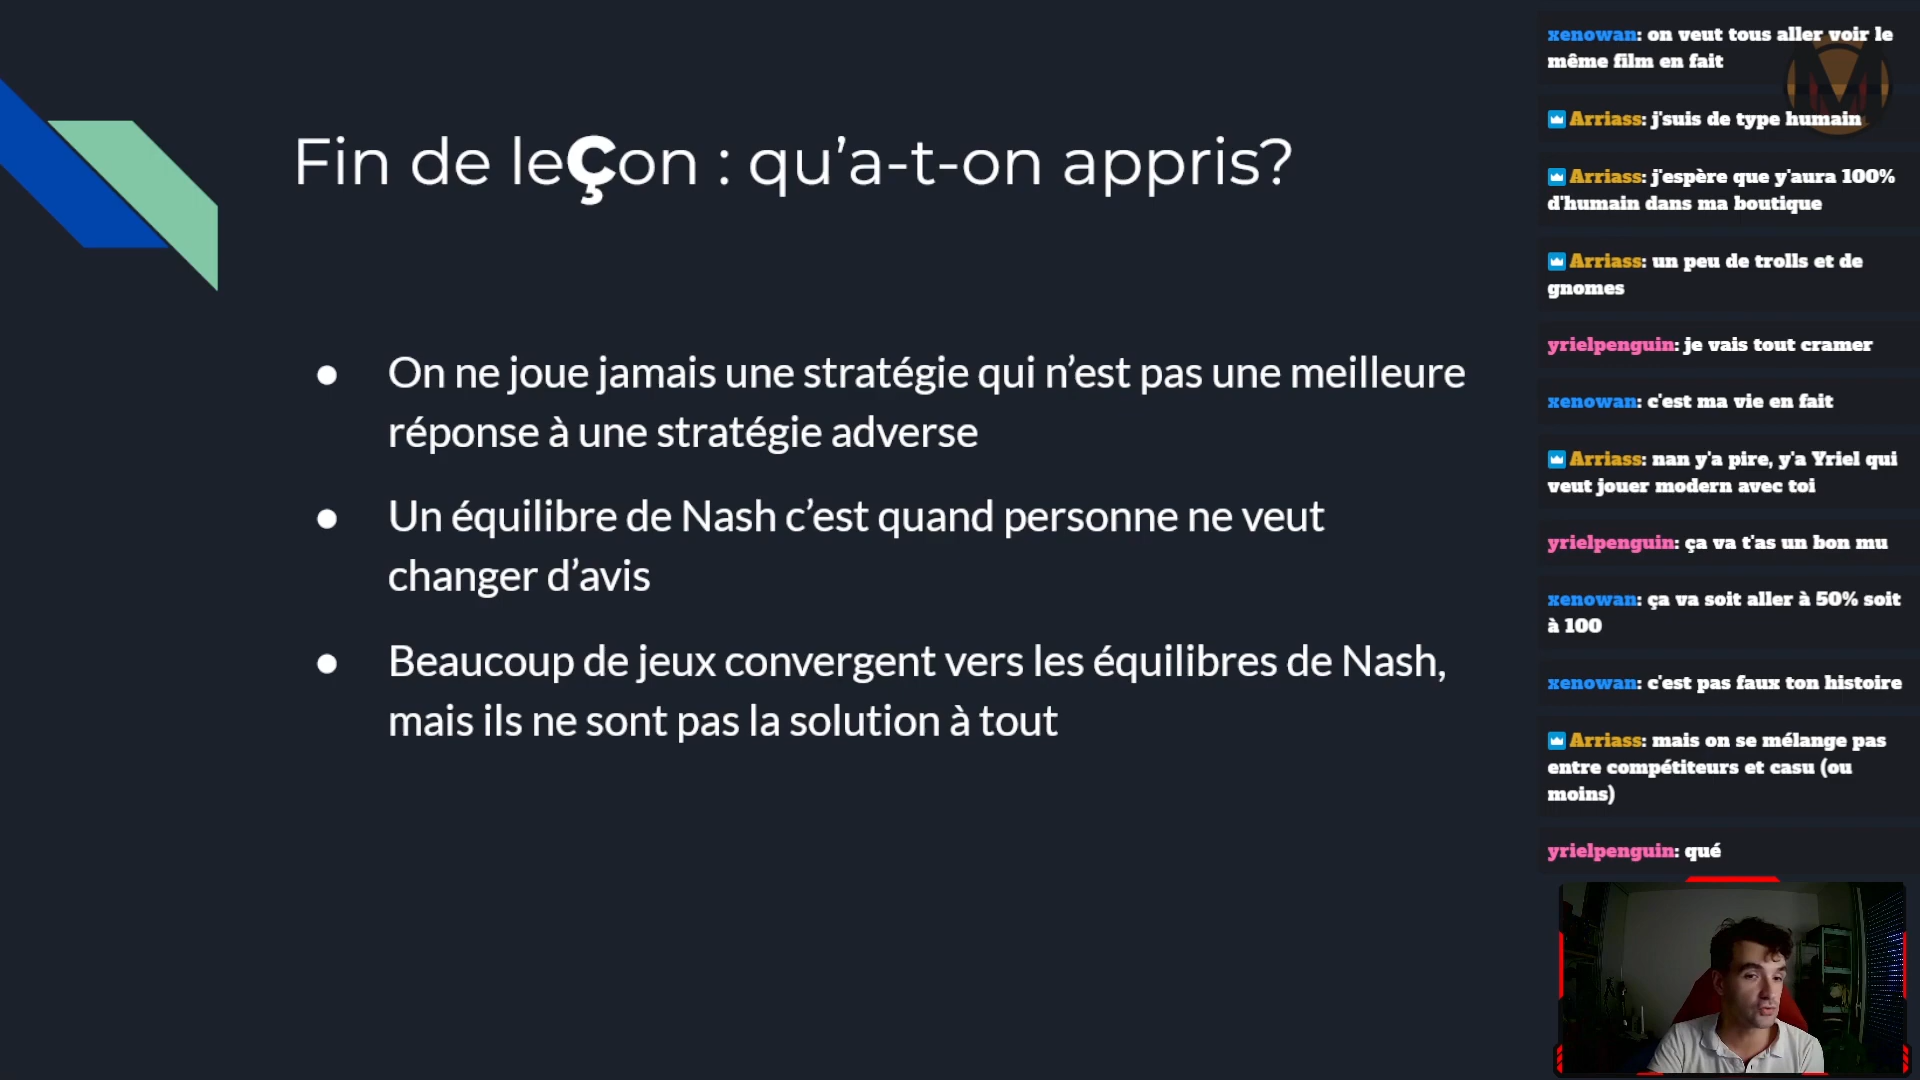 Fin de leÇon : qu’a-t-on appris?
● On ne joue jamais une stratégie qui n’est pas une meilleure
réponse à une stratégie adverse
● Un équilibre de Nash c’est quand personne ne veut
changer d’avis
● Beaucoup de jeux convergent vers les équilibres de Nash,
mais ils ne sont pas la solution à tout
xenowan: on veut tous aller voir le
même film en fait
Arriass: j'suis de type humain
Arriass: j'espère que y'aura 100%
d'humain dans ma boutique
Arriass: un peu de trolls et de
gnomes
yrielpenguin: je vais tout cramer
xenowan: c'est ma vie en fait
Arriass: nan y'a pire, y'a Yriel qui
veut jouer modern avec toi
yrielpenguin: ça va t'as un bon mu
xenowan: ça va soit aller à 50% soit
à 100
xenowan: c'est pas faux ton histoire
Arriass: mais on se mélange pas
entre compétiteurs et casu (ou
moins)
yrielpenguin: qué